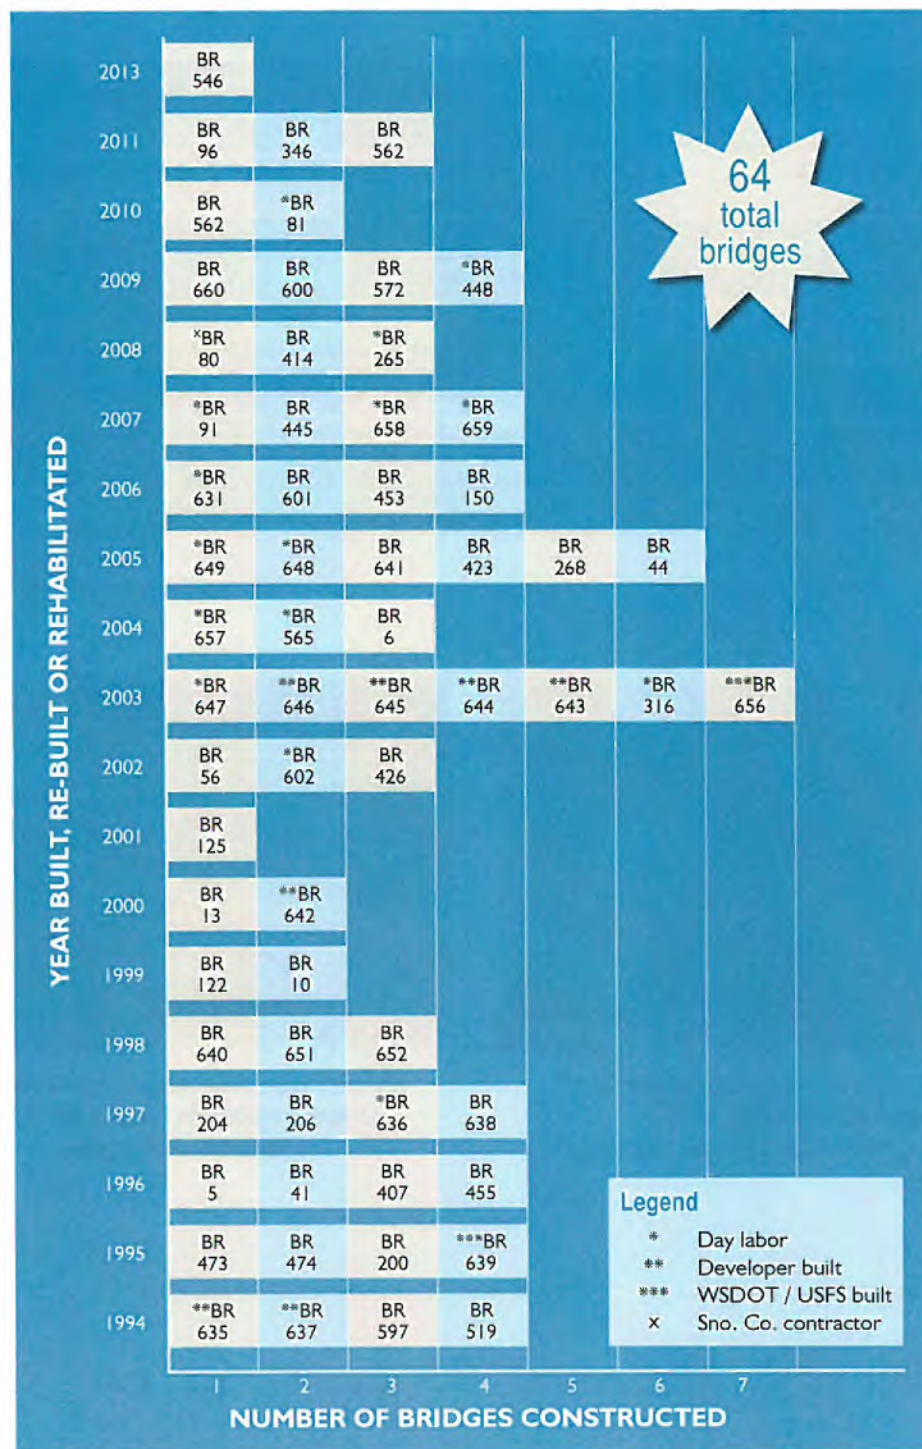 2013
BR
546
2011
BR BR BR
96 346 562
2010
BR *BR
562 81
2009
BR BR BR *BR
660 600 572 448
2008
xBR BR *BR
80 414 265
2007
*BR BR *BR *BR
91 445 658 659
2006
*BR BR BR BR
631 601 453 150
2005
*BR *BR BR BR BR BR
649 648 641 423 268 44
2004
*BR *BR BR
657 565 6
2003
*BR **BR **BR **BR **BR *BR ***BR
647 646 645 644 643 316 656
2002
BR *BR BR
56 602 426
2001
BR
125
2000
BR **BR
13 642
1999
BR BR
122 10
1998
BR BR BR
640 651 652
1997
BR BR *BR BR
204 206 636 638
1996
BR BR BR BR
5 41 407 455
1995
BR BR BR ***BR
473 474 200 639
1994
**BR **BR BR BR
635 637 597 519
64
total
bridges
YEAR BUILT, RE-BUILT OR REHABILITATED
Legend
* Day labor
** Developer built
*** WSDOT / USFS built
x Sno. Co. contractor
1 2 3 4 5 6 7
NUMBER OF BRIDGES CONSTRUCTED